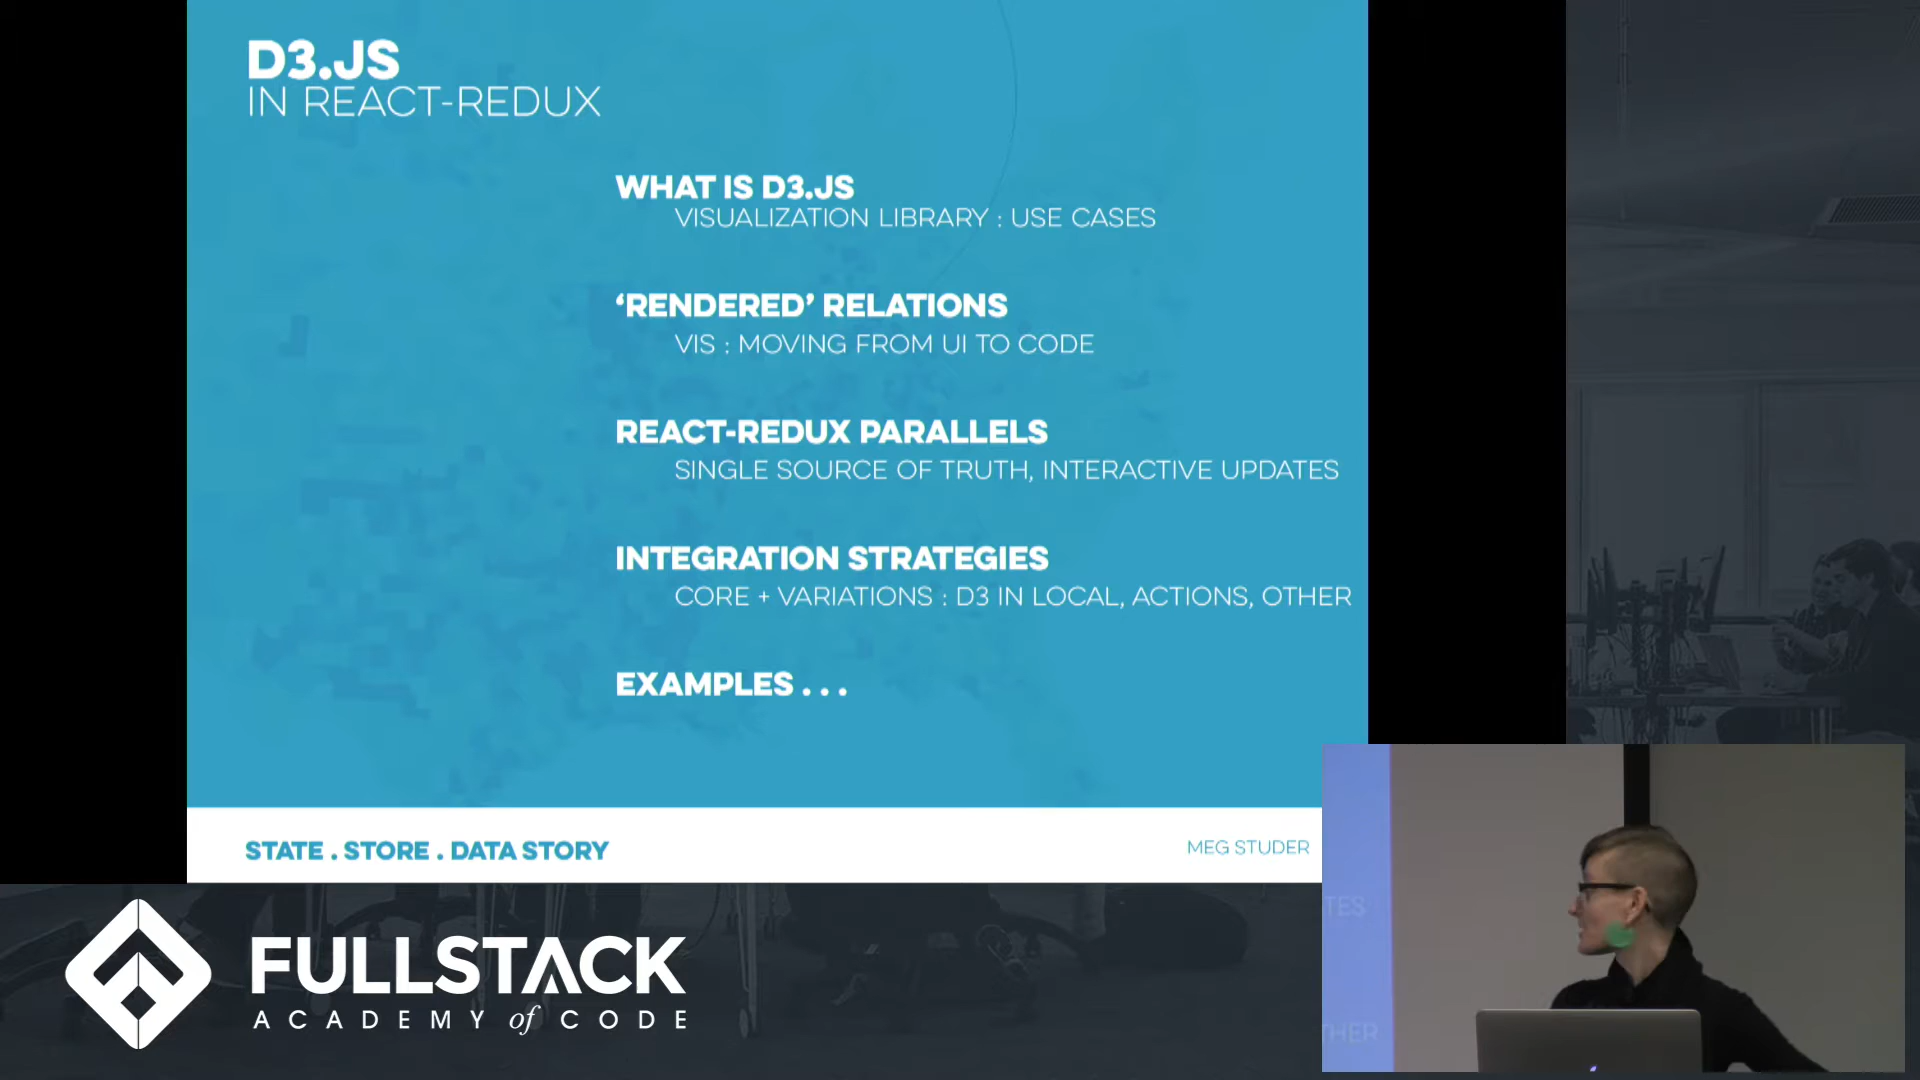 D3.JS
IN REACT-REDUX
WHAT IS D3.JS
VISUALIZATION LIBRARY : USE CASES
‘RENDERED’ RELATIONS
VIS : MOVING FROM UI TO CODE
REACT-REDUX PARALLELS
SINGLE SOURCE OF TRUTH, INTERACTIVE UPDATES
INTEGRATION STRATEGIES
CORE + VARIATIONS : D3 IN LOCAL, ACTIONS, OTHER
EXAMPLES . . .
STATE . STORE . DATA STORY
MEG STUDER
TES
THER
FULLSTACK
ACADEMY of CODE